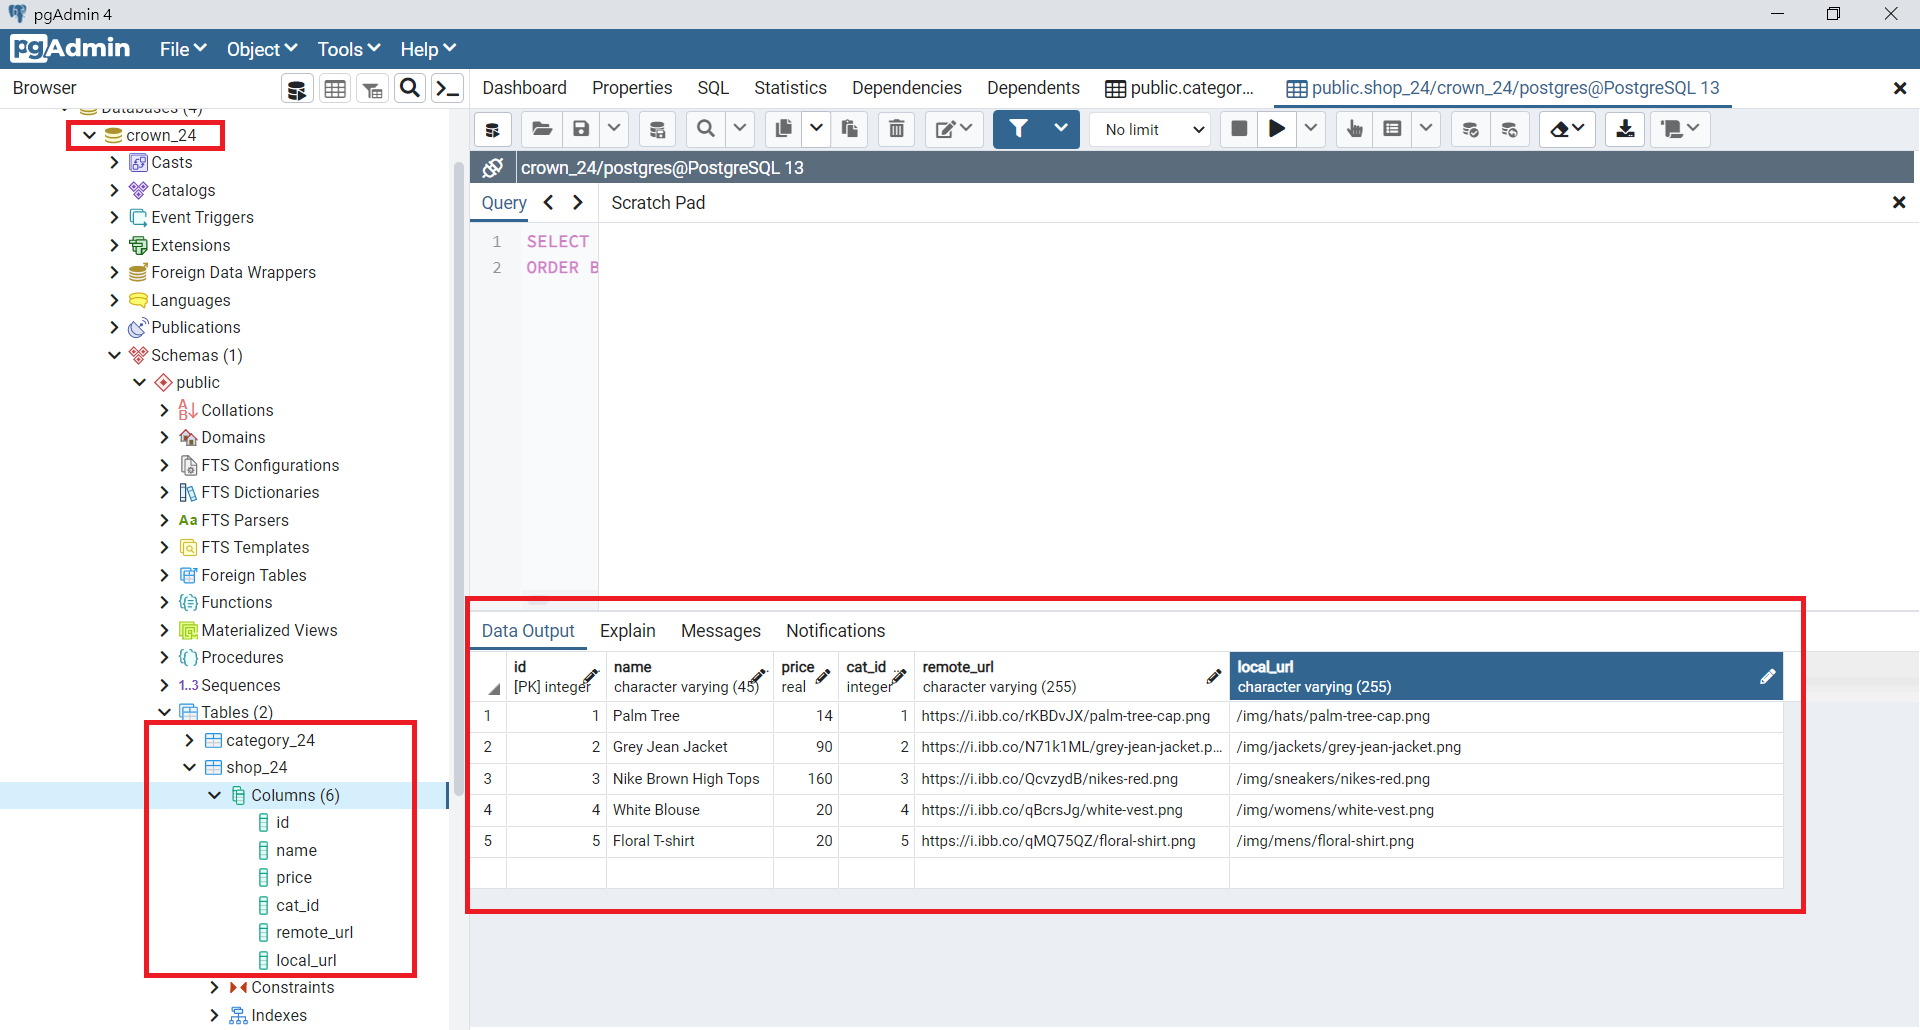 pgAdmin 4
pgAdmin File Object Tools Help
Browser
Dashboard Properties SQL Statistics Dependencies Dependents public.categor... public.shop_24/crown_24/postgres@PostgreSQL 13
Databases (4)
crown_24
Casts
Catalogs
Event Triggers
Extensions
Foreign Data Wrappers
Languages
Publications
Schemas (1)
public
Collations
Domains
FTS Configurations
FTS Dictionaries
Aa FTS Parsers
FTS Templates
Foreign Tables
Functions
Materialized Views
Procedures
1..3 Sequences
Tables (2)
category_24
shop_24
Columns (6)
id
name
price
cat_id
remote_url
local_url
Constraints
Indexes
No limit
crown_24/postgres@PostgreSQL 13
Query Scratch Pad
1 SELECT
2 ORDER B
Data Output Explain Messages Notifications
id name price cat_id remote_url local_url
[PK] integer character varying (45) real integer character varying (255) character varying (255)
1 1 Palm Tree 14 1 https://i.ibb.co/rKBDvJX/palm-tree-cap.png /img/hats/palm-tree-cap.png
2 2 Grey Jean Jacket 90 2 https://i.ibb.co/N71k1ML/grey-jean-jacket.p... /img/jackets/grey-jean-jacket.png
3 3 Nike Brown High Tops 160 3 https://i.ibb.co/QcvzydB/nikes-red.png /img/sneakers/nikes-red.png
4 4 White Blouse 20 4 https://i.ibb.co/qBcrsJg/white-vest.png /img/womens/white-vest.png
5 5 Floral T-shirt 20 5 https://i.ibb.co/qMQ75QZ/floral-shirt.png /img/mens/floral-shirt.png